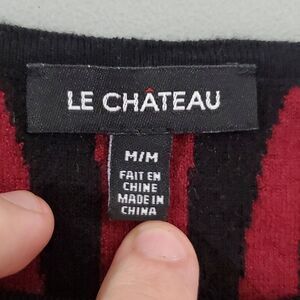 LE CHÂTEAU
M/M
FAIT EN
CHINE
MADE IN
CHINA